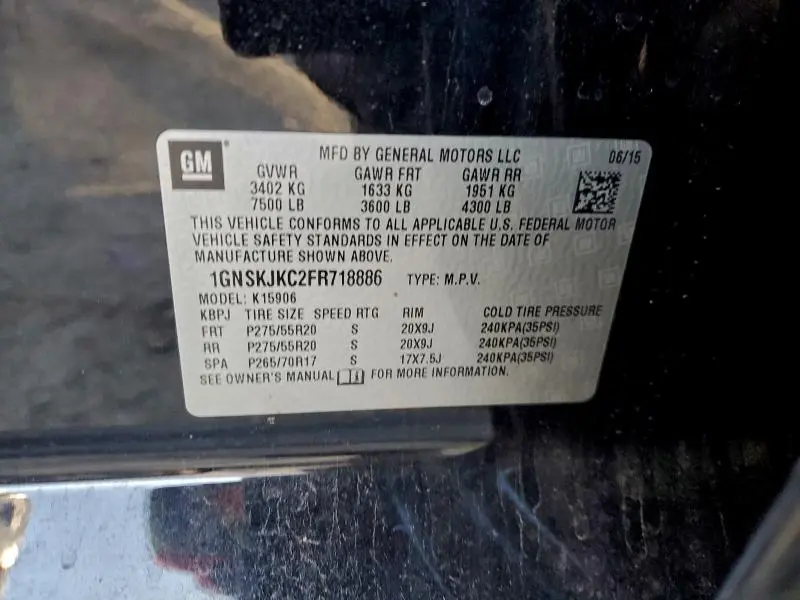 GM
MFD BY GENERAL MOTORS LLC 06/15
GVWR GAWR FRT GAWR RR
3402 KG 1633 KG 1951 KG
7500 LB 3600 LB 4300 LB
THIS VEHICLE CONFORMS TO ALL APPLICABLE U.S. FEDERAL MOTOR
VEHICLE SAFETY STANDARDS IN EFFECT ON THE DATE OF
MANUFACTURE SHOWN ABOVE.
1GNSKJKC2FR718886 TYPE: M.P.V.
MODEL: K15906
KBPJ TIRE SIZE SPEED RTG RIM COLD TIRE PRESSURE
FRT P275/55R20 S 20X9J 240KPA(35PSI)
RR P275/55R20 S 20X9J 240KPA(35PSI)
SPA P265/70R17 S 17X7.5J 240KPA(35PSI)
SEE OWNER'S MANUAL FOR MORE INFORMATION.